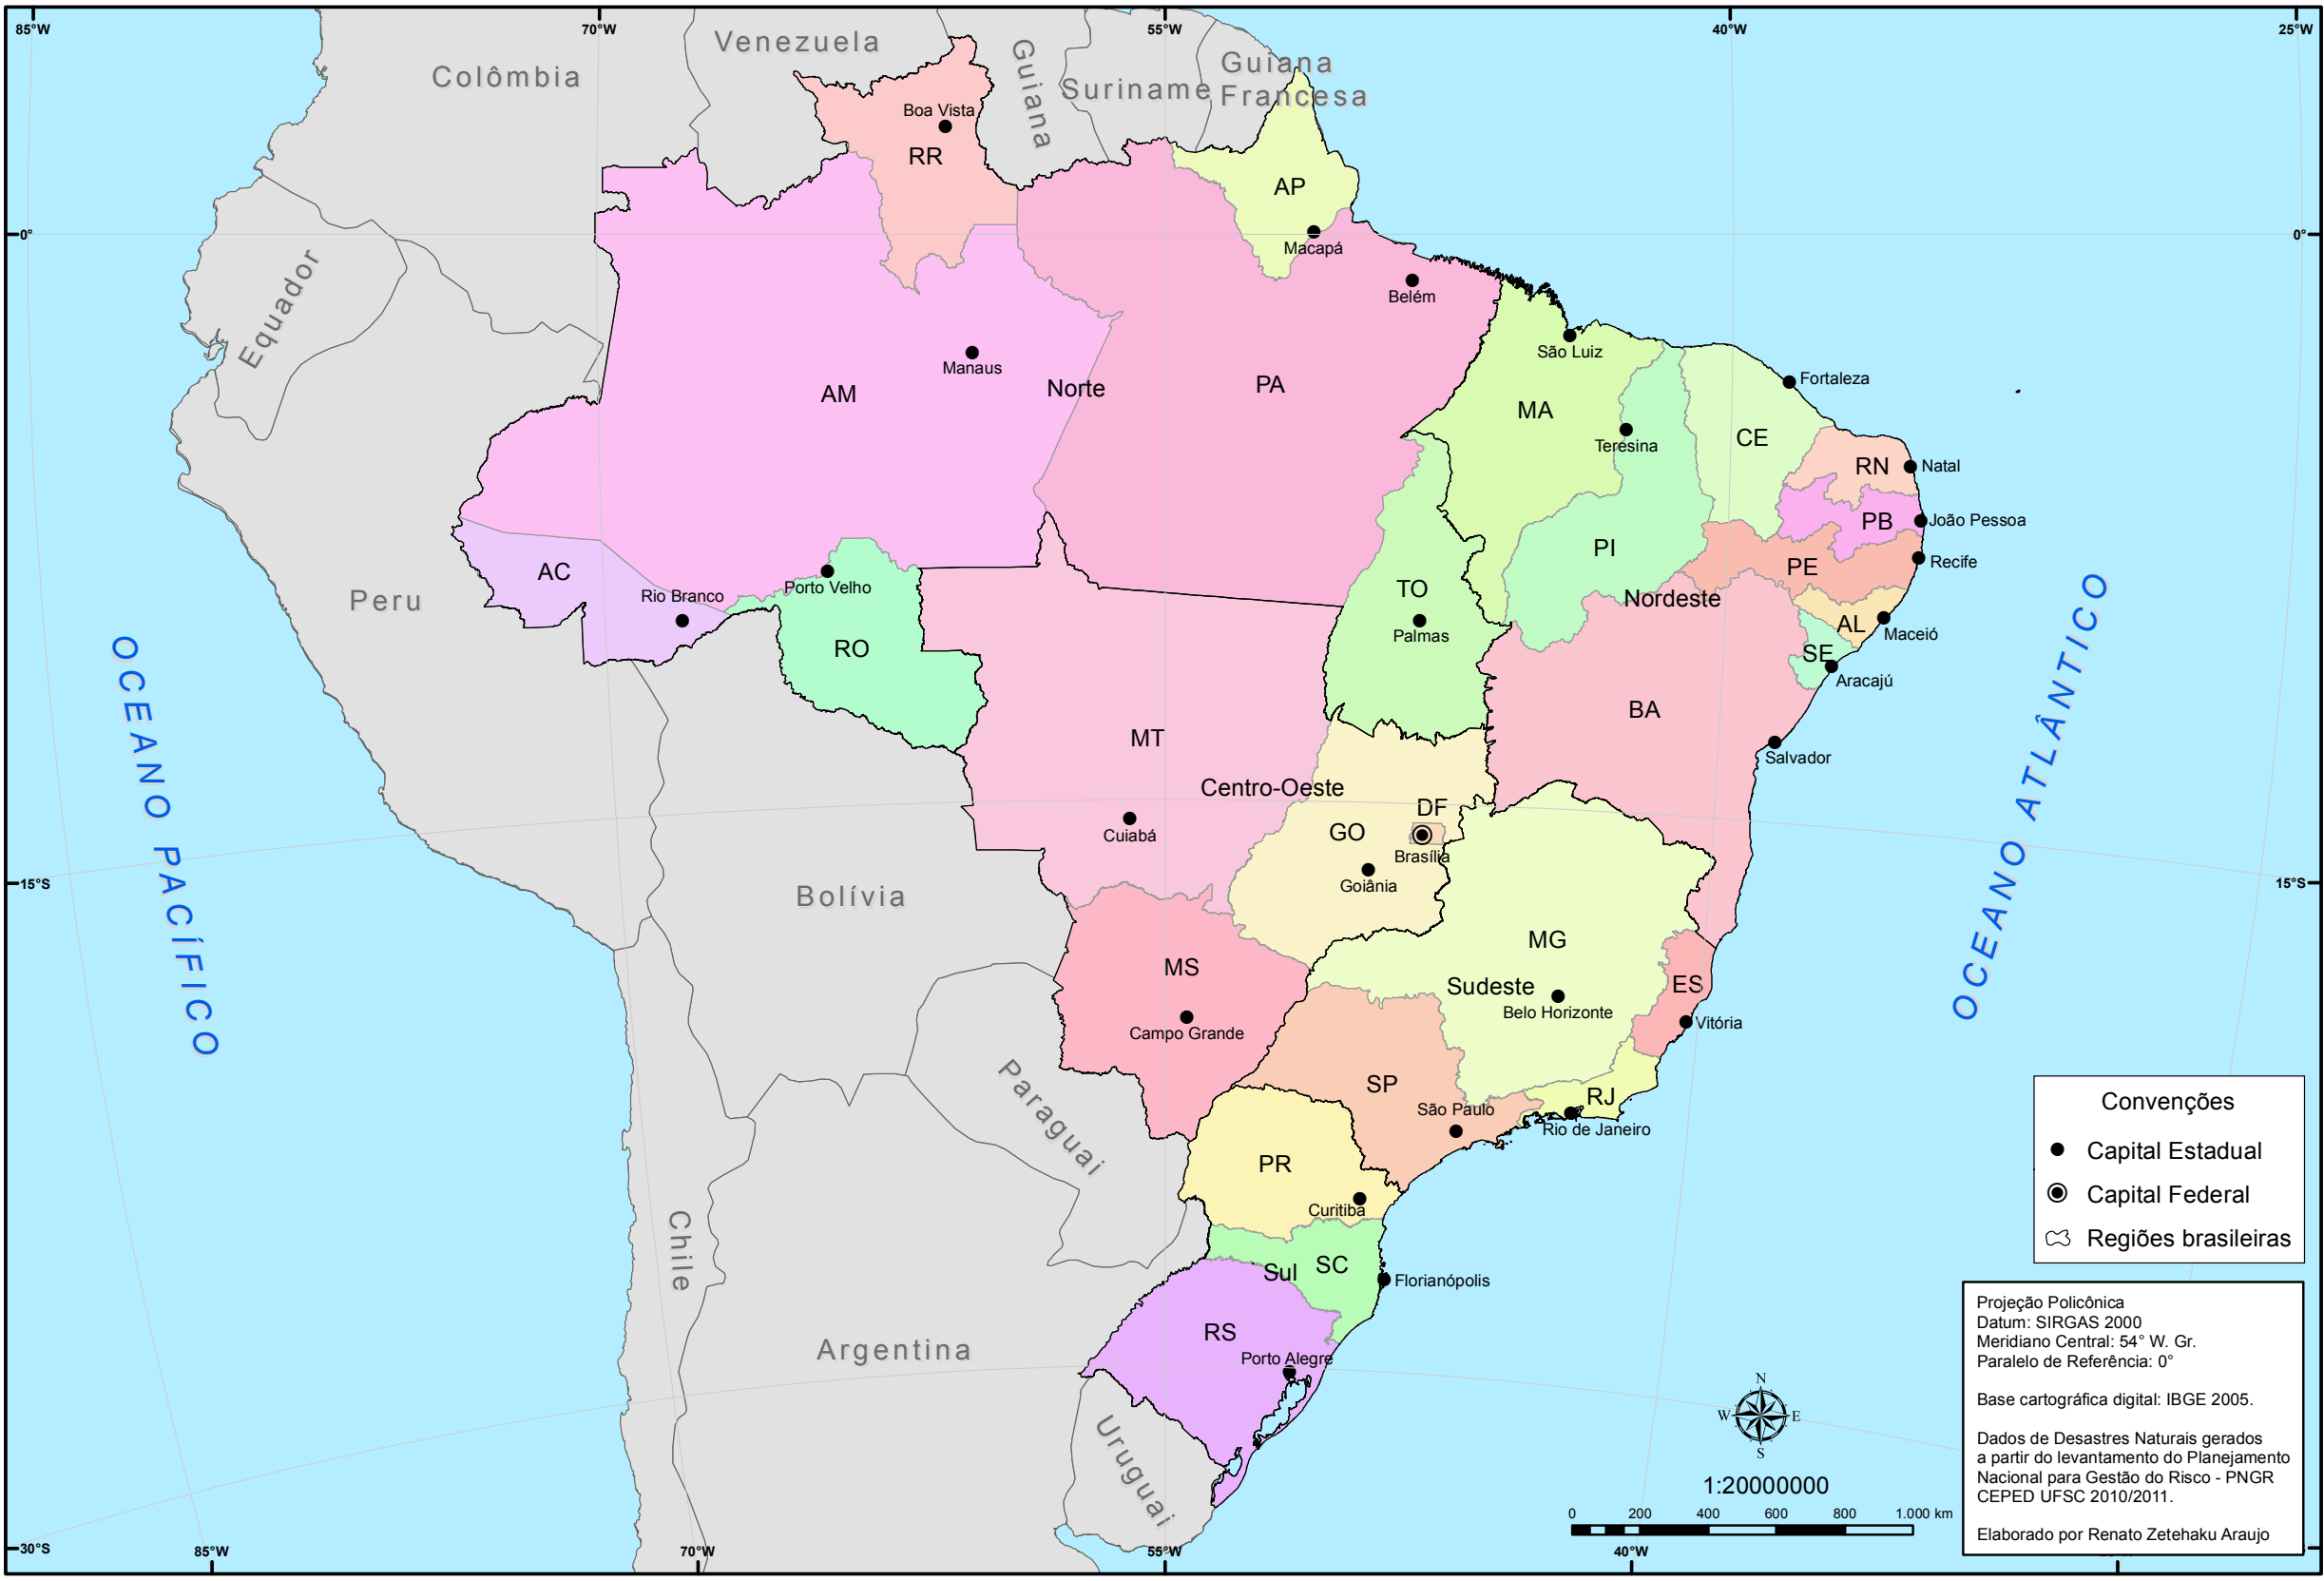 85°W
70°W
55°W
40°W
25°W
Venezuela
Colômbia
Guiana
Suriname
Guiana
Francesa
Boa Vista
RR
AP
0°
0°
Macapá
Equador
Belém
São Luiz
Manaus
Norte
AM
PA
MA
Fortaleza
Teresina
CE
RN
Natal
PB
João Pessoa
PI
PE
Recife
AC
Porto Velho
Rio Branco
Peru
TO
Nordeste
Palmas
AL
Maceió
RO
SE
Aracajú
BA
OCEANO PACÍFICO
OCEANO ATLÂNTICO
MT
Salvador
Centro-Oeste
DF
Cuiabá
GO
Brasília
Goiânia
15°S
15°S
Bolívia
MG
MS
Sudeste
ES
Belo Horizonte
Vitória
Campo Grande
Paraguai
SP
RJ
São Paulo
Rio de Janeiro
PR
Curitiba
Chile
SC
Sul
Florianópolis
RS
Argentina
Porto Alegre
Uruguai
Convenções
Capital Estadual
Capital Federal
Regiões brasileiras
Projeção Policônica
Datum: SIRGAS 2000
Meridiano Central: 54° W. Gr.
Paralelo de Referência: 0°
Base cartográfica digital: IBGE 2005.
Dados de Desastres Naturais gerados
a partir do levantamento do Planejamento
Nacional para Gestão do Risco - PNGR
CEPED UFSC 2010/2011.
Elaborado por Renato Zetehaku Araujo
N
W E
S
1:20000000
0 200 400 600 800 1.000 km
30°S
85°W
70°W
55°W
40°W